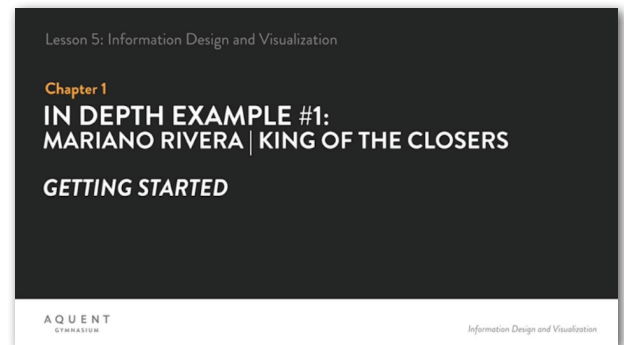 Lesson 5: Information Design and Visualization
Chapter 1
IN DEPTH EXAMPLE #1:
MARIANO RIVERA | KING OF THE CLOSERS
GETTING STARTED
AQUENT
GYMNASIUM
Information Design and Visualization